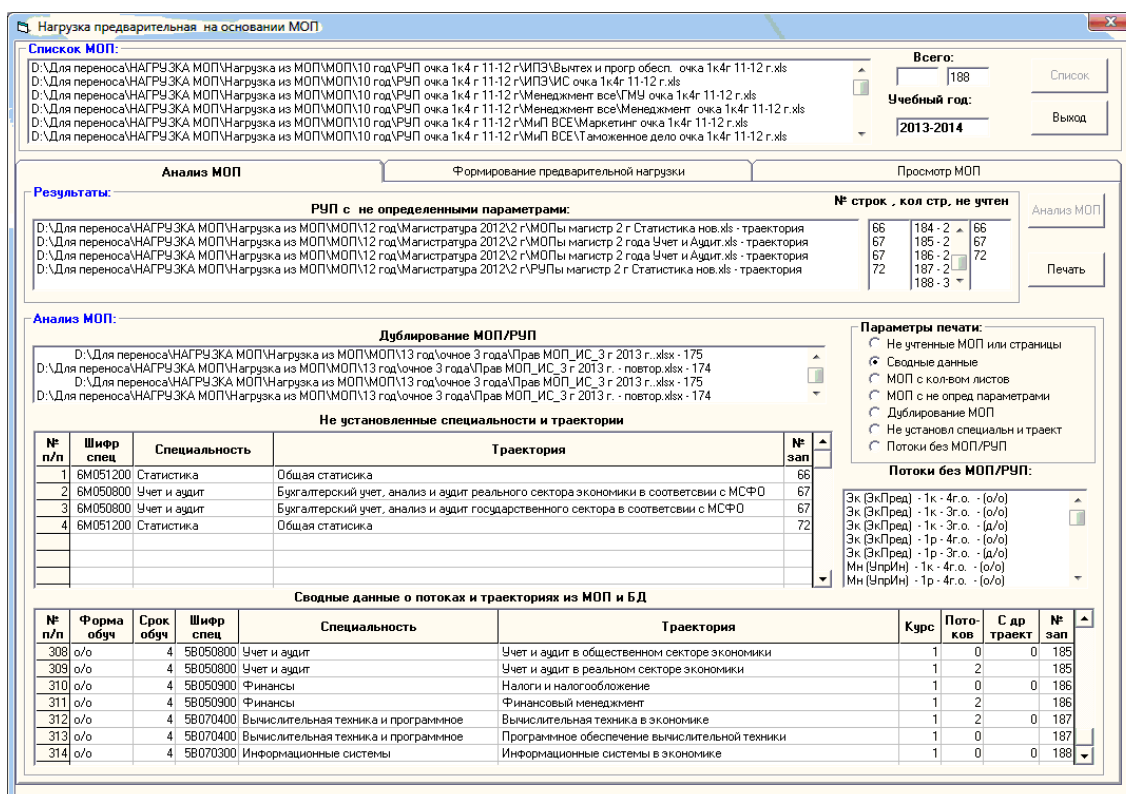 Нагрузка предварительная на основании МОП
Спискок МОП:
D:\Для переноса\НАГРУЗКА МОП\Нагрузка из МОП\МОП\10 год\РУП очка 1к4 г 11-12 г\ИПЭ\Вычтех и прогр обесп. очка 1к4г 11-12 г.xls
D:\Для переноса\НАГРУЗКА МОП\Нагрузка из МОП\МОП\10 год\РУП очка 1к4 г 11-12 г\ИПЭ\ИС очка 1к4г 11-12 г.xls
D:\Для переноса\НАГРУЗКА МОП\Нагрузка из МОП\МОП\10 год\РУП очка 1к4 г 11-12 г\Менеджмент все\ГМУ очка 1к4г 11-12 г.xls
D:\Для переноса\НАГРУЗКА МОП\Нагрузка из МОП\МОП\10 год\РУП очка 1к4 г 11-12 г\Менеджмент все\Менеджмент очка 1к4г 11-12 г.xls
D:\Для переноса\НАГРУЗКА МОП\Нагрузка из МОП\МОП\10 год\РУП очка 1к4 г 11-12 г\МиП ВСЕ\Маркетинг очка 1к4г 11-12 г.xls
D:\Для переноса\НАГРУЗКА МОП\Нагрузка из МОП\МОП\10 год\РУП очка 1к4 г 11-12 г\МиП ВСЕ\Таможенное дело очка 1к4г 11-12 г.xls
Всего:
188
Учебный год:
2013-2014
Список
Выход
Анализ МОП
Формирование предварительной нагрузки
Просмотр МОП
Результаты:
РУП с не определенными параметрами:
№ строк , кол стр, не учтен
D:\Для переноса\НАГРУЗКА МОП\Нагрузка из МОП\МОП\12 год\Магистратура 2012\2 г\МОПы магистр 2 г Статистика нов.xls - траектория
D:\Для переноса\НАГРУЗКА МОП\Нагрузка из МОП\МОП\12 год\Магистратура 2012\2 г\МОПы магистр 2 года Учет и Аудит.xls - траектория
D:\Для переноса\НАГРУЗКА МОП\Нагрузка из МОП\МОП\12 год\Магистратура 2012\2 г\МОПы магистр 2 года Учет и Аудит.xls - траектория
D:\Для переноса\НАГРУЗКА МОП\Нагрузка из МОП\МОП\12 год\Магистратура 2012\2 г\РУПы магистр 2 г Статистика нов.xls - траектория
66 184 - 2 66
67 185 - 2 67
67 186 - 2 72
72 187 - 2
188 - 3
Анализ МОП
Печать
Анализ МОП:
Дублирование МОП/РУП
D:\Для переноса\НАГРУЗКА МОП\Нагрузка из МОП\МОП\13 год\очное 3 года\Прав МОП_ИС_3 г 2013 г..xlsx - 175
D:\Для переноса\НАГРУЗКА МОП\Нагрузка из МОП\МОП\13 год\очное 3 года\Прав МОП_ИС_3 г 2013 г. - повтор.xlsx - 174
D:\Для переноса\НАГРУЗКА МОП\Нагрузка из МОП\МОП\13 год\очное 3 года\Прав МОП_ИС_3 г 2013 г..xlsx - 175
D:\Для переноса\НАГРУЗКА МОП\Нагрузка из МОП\МОП\13 год\очное 3 года\Прав МОП_ИС_3 г 2013 г. - повтор.xlsx - 174
Параметры печати:
Не учтенные МОП или страницы
Сводные данные
МОП с кол-вом листов
МОП с не опред параметрами
Дублирование МОП
Не установл специальн и траект
Потоки без МОП/РУП
Не установленные специальности и траектории
№ п/п Шифр спец Специальность Траектория № зап
1 6М051200 Статистика Общая статисика 66
2 6М050800 Учет и аудит Бухгалтерский учет, анализ и аудит реального сектора экономики в соответсвии с МСФО 67
3 6М050800 Учет и аудит Бухгалтерский учет, анализ и аудит государственного сектора в соответсвии с МСФО 67
4 6М051200 Статистика Общая статисика 72
Потоки без МОП/РУП:
Эк (ЭкПред) - 1к - 4г.о. - (о/о)
Эк (ЭкПред) - 1к - 3г.о. - (о/о)
Эк (ЭкПред) - 1к - 3г.о. - (д/о)
Эк (ЭкПред) - 1р - 4г.о. - (о/о)
Эк (ЭкПред) - 1р - 3г.о. - (д/о)
Мн (УпрИн) - 1к - 4г.о. - (о/о)
Мн (УпрИн) - 1р - 4г.о. - (о/о)
Сводные данные о потоках и траекториях из МОП и БД
№ п/п Форма обуч Срок обуч Шифр спец Специальность Траектория Курс Пото- ков С др траект № зап
308 о/о 4 5В050800 Учет и аудит Учет и аудит в общественном секторе экономики 1 0 0 185
309 о/о 4 5В050800 Учет и аудит Учет и аудит в реальном секторе экономики 1 2 185
310 о/о 4 5В050900 Финансы Налоги и налогообложение 1 0 0 186
311 о/о 4 5В050900 Финансы Финансовый менеджмент 1 2 186
312 о/о 4 5В070400 Вычислительная техника и программное Вычислительная техника в экономике 1 2 0 187
313 о/о 4 5В070400 Вычислительная техника и программное Программное обеспечение вычислительной техники 1 0 187
314 о/о 4 5В070300 Информационные системы Информационные системы в экономике 1 0 0 188